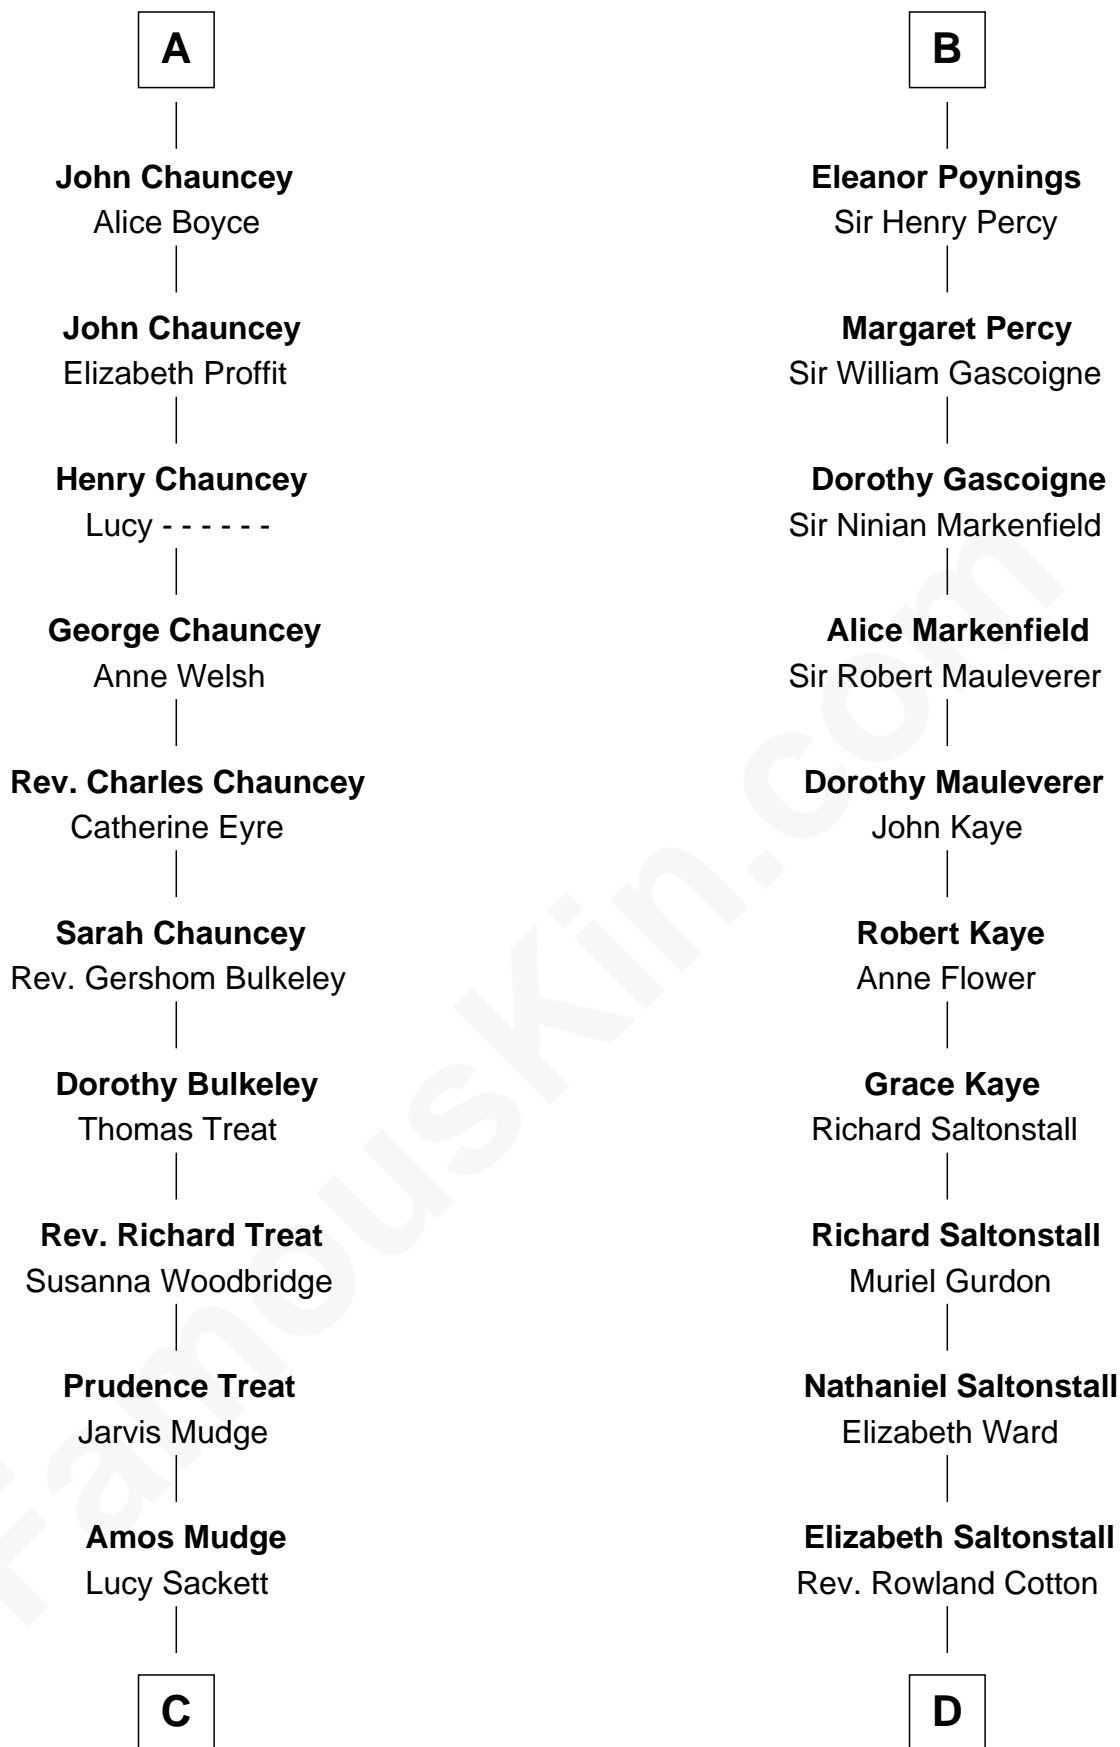 A
John Chauncey
Alice Boyce
John Chauncey
Elizabeth Proffit
Henry Chauncey
Lucy - - - - - -
George Chauncey
Anne Welsh
Rev. Charles Chauncey
Catherine Eyre
Sarah Chauncey
Rev. Gershom Bulkeley
Dorothy Bulkeley
Thomas Treat
Rev. Richard Treat
Susanna Woodbridge
Prudence Treat
Jarvis Mudge
Amos Mudge
Lucy Sackett
C
B
Eleanor Poynings
Sir Henry Percy
Margaret Percy
Sir William Gascoigne
Dorothy Gascoigne
Sir Ninian Markenfield
Alice Markenfield
Sir Robert Mauleverer
Dorothy Mauleverer
John Kaye
Robert Kaye
Anne Flower
Grace Kaye
Richard Saltonstall
Richard Saltonstall
Muriel Gurdon
Nathaniel Saltonstall
Elizabeth Ward
Elizabeth Saltonstall
Rev. Rowland Cotton
D
FamousKin.com